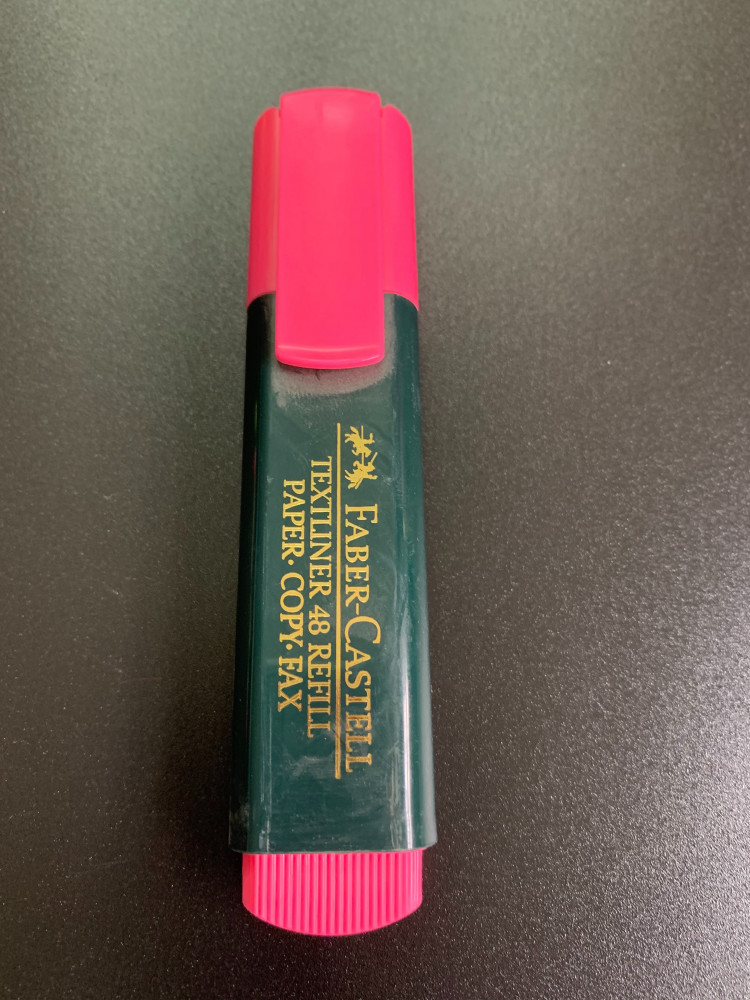 FABER-CASTELL
TEXTLINER 48 REFILL
PAPER·COPY·FAX